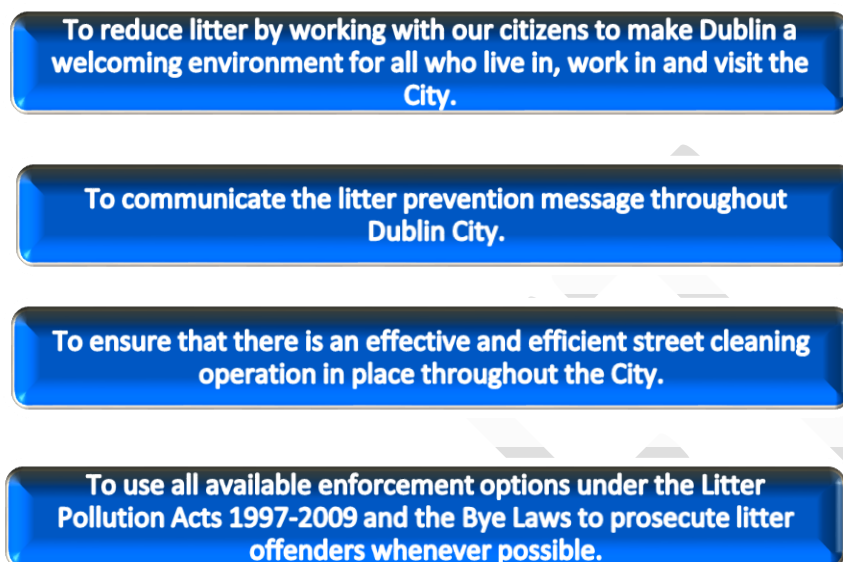 To reduce litter by working with our citizens to make Dublin a
welcoming environment for all who live in, work in and visit the
City.
To communicate the litter prevention message throughout
Dublin City.
To ensure that there is an effective and efficient street cleaning
operation in place throughout the City.
To use all available enforcement options under the Litter
Pollution Acts 1997-2009 and the Bye Laws to prosecute litter
offenders whenever possible.